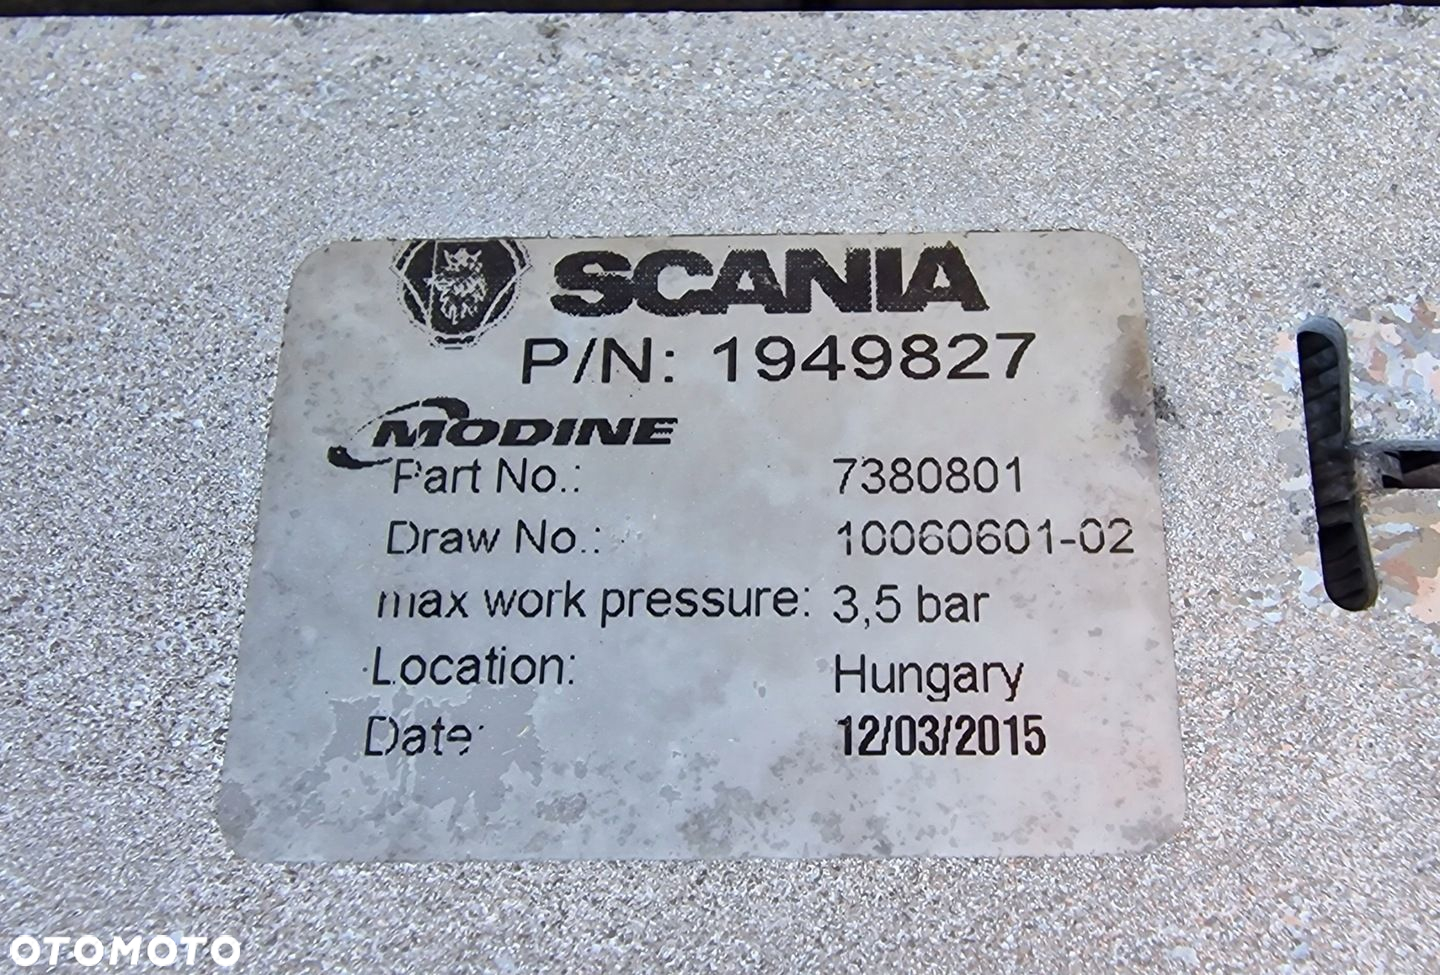 SCANIA
P/N: 1949827
MODINE
Part No.: 7380801
Draw No.: 10060601-02
max work pressure: 3,5 bar
Location: Hungary
Date: 12/03/2015
OTOMOTO